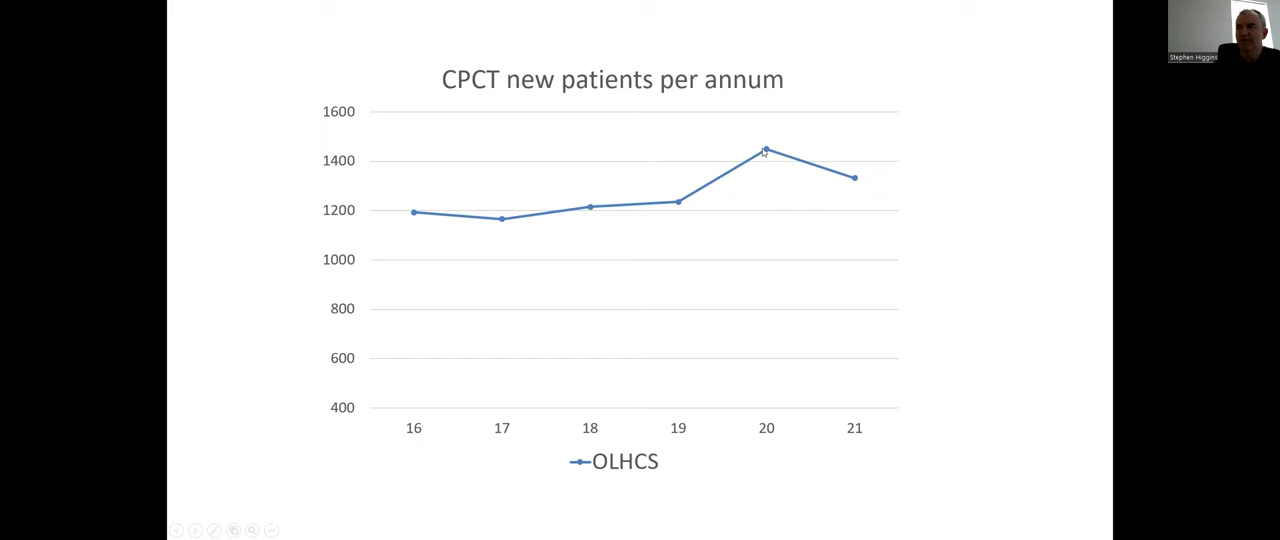 CPCT new patients per annum
Stephen Higgins
1600
1400
1200
1000
800
600
400
16 17 18 19 20 21
OLHCS